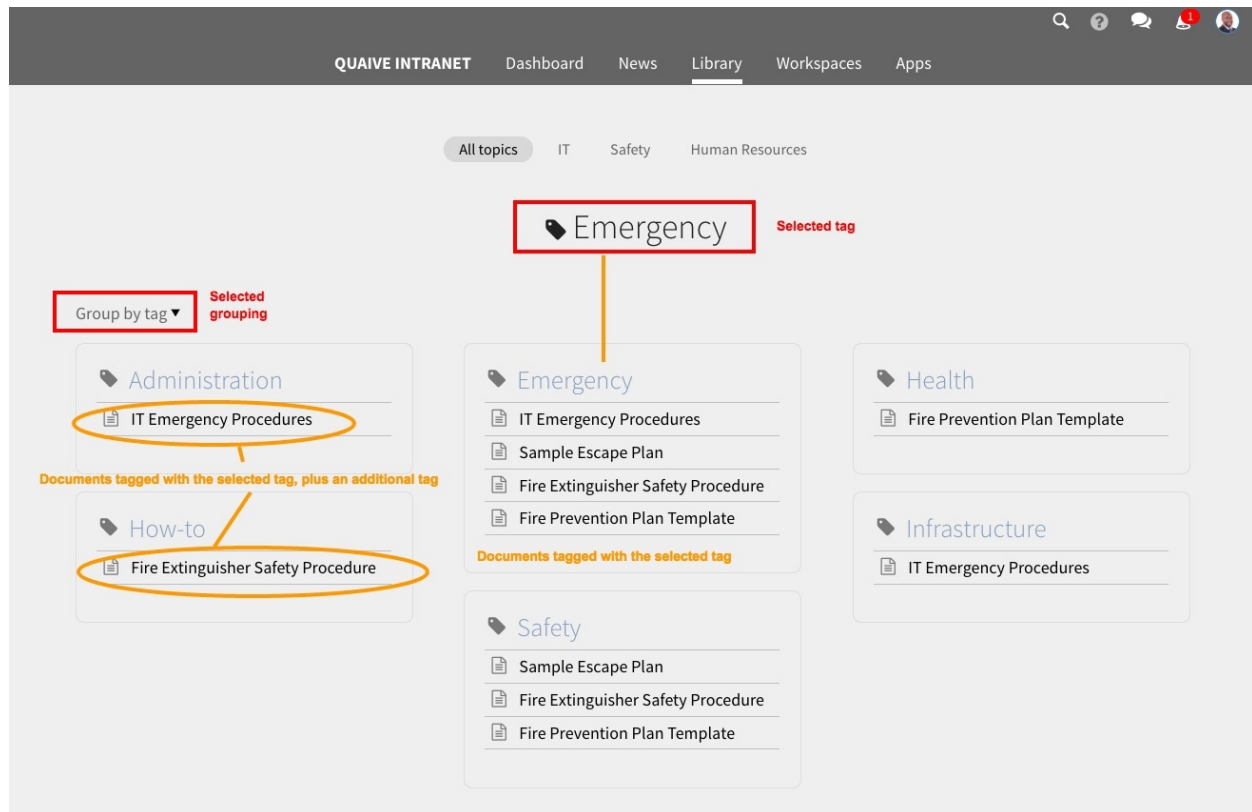 1
QUAIVE INTRANET Dashboard News Library Workspaces Apps
All topics IT Safety Human Resources
Emergency
Selected tag
Group by tag
Selected
grouping
Administration
IT Emergency Procedures
Documents tagged with the selected tag, plus an additional tag
How-to
Fire Extinguisher Safety Procedure
Emergency
IT Emergency Procedures
Sample Escape Plan
Fire Extinguisher Safety Procedure
Fire Prevention Plan Template
Documents tagged with the selected tag
Safety
Sample Escape Plan
Fire Extinguisher Safety Procedure
Fire Prevention Plan Template
Health
Fire Prevention Plan Template
Infrastructure
IT Emergency Procedures